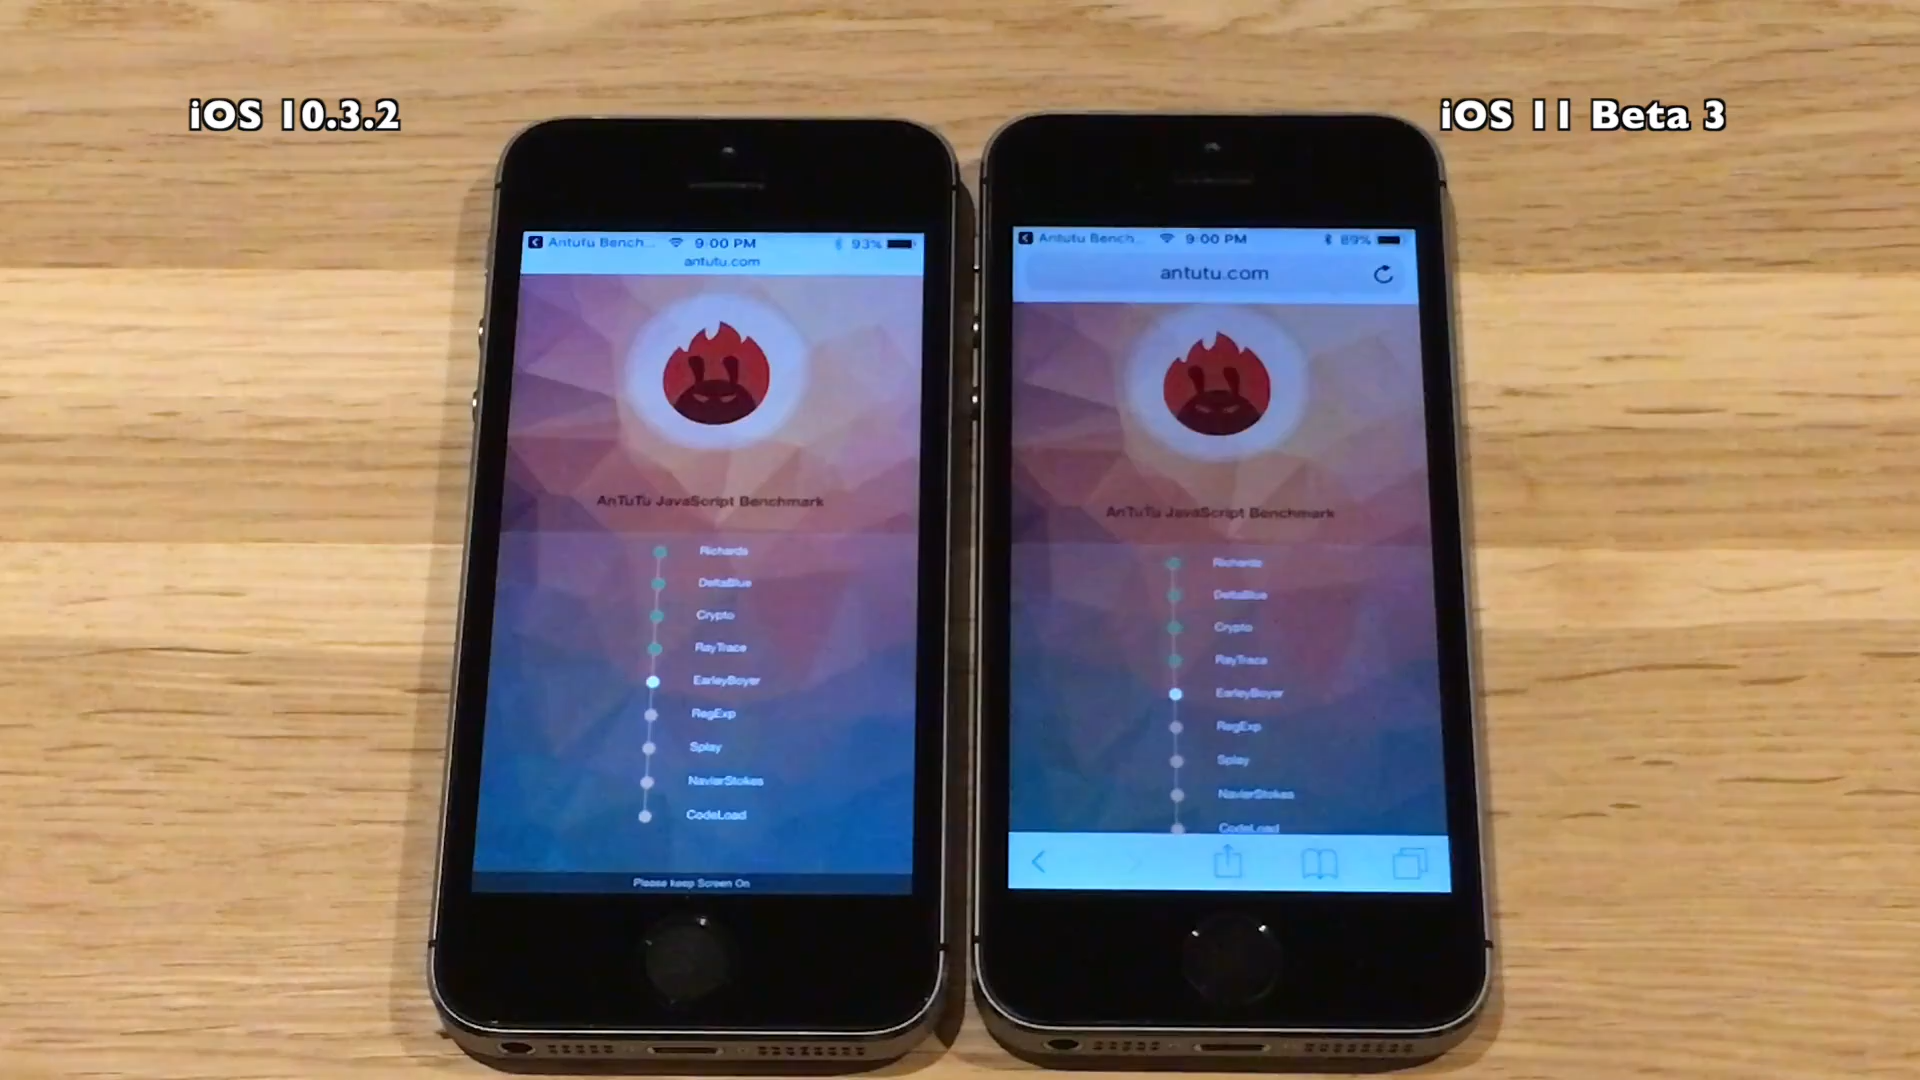 iOS 10.3.2
iOS 11 Beta 3
Antutu Bench... 9:00 PM 93%
antutu.com
AnTuTu JavaScript Benchmark
Richards
DeltaBlue
Crypto
RayTrace
EarleyBoyer
RegExp
Splay
NavierStokes
CodeLoad
Please keep Screen On
Antutu Bench... 9:00 PM 89%
antutu.com
AnTuTu JavaScript Benchmark
Richards
DeltaBlue
Crypto
RayTrace
EarleyBoyer
RegExp
Splay
NavierStokes
CodeLoad